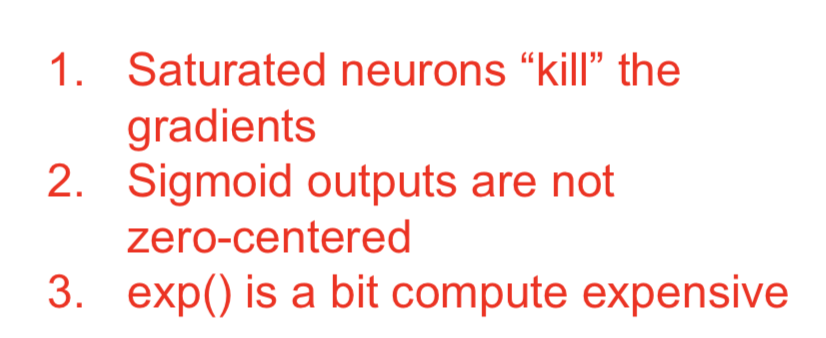 1. Saturated neurons “kill” the
gradients
2. Sigmoid outputs are not
zero-centered
3. exp() is a bit compute expensive